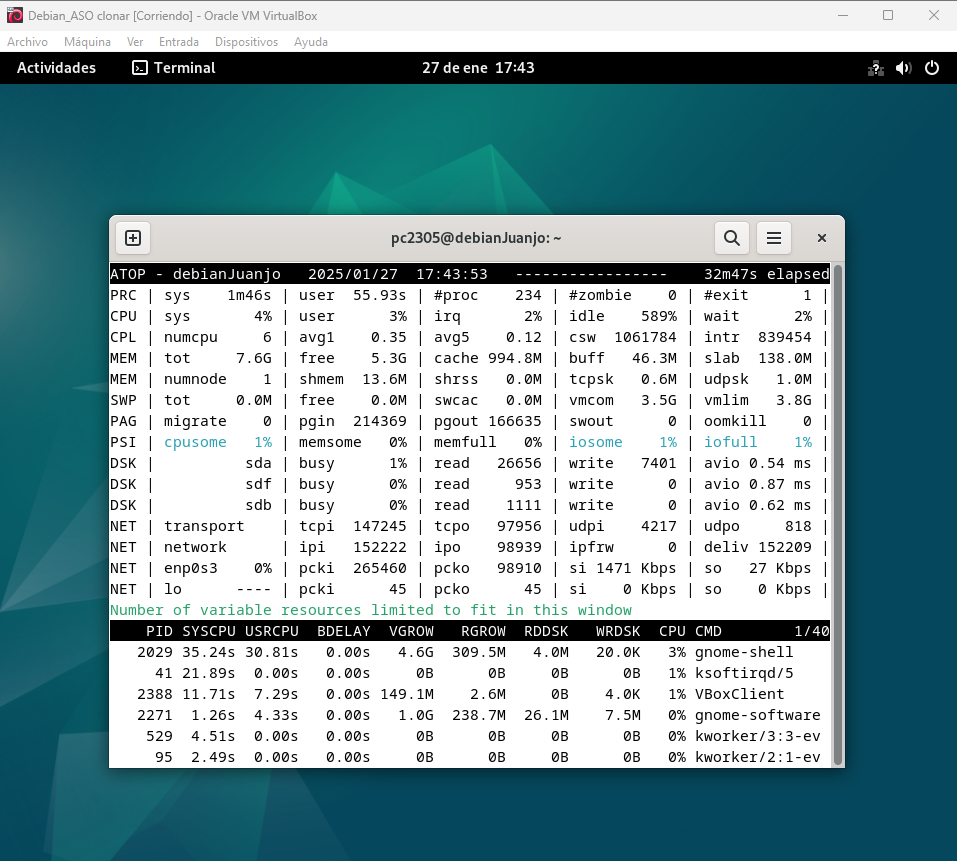 Debian_ASO clonar [Corriendo] - Oracle VM VirtualBox
Archivo Máquina Ver Entrada Dispositivos Ayuda
Actividades Terminal 27 de ene 17:43
pc2305@debianJuanjo: ~
ATOP - debianJuanjo 2025/01/27 17:43:53 ----------------- 32m47s elapsed
PRC | sys 1m46s | user 55.93s | #proc 234 | #zombie 0 | #exit 1 |
CPU | sys 4% | user 3% | irq 2% | idle 589% | wait 2% |
CPL | numcpu 6 | avg1 0.35 | avg5 0.12 | csw 1061784 | intr 839454 |
MEM | tot 7.6G | free 5.3G | cache 994.8M | buff 46.3M | slab 138.0M |
MEM | numnode 1 | shmem 13.6M | shrss 0.0M | tcpsk 0.6M | udpsk 1.0M |
SWP | tot 0.0M | free 0.0M | swcac 0.0M | vmcom 3.5G | vmlim 3.8G |
PAG | migrate 0 | pgin 214369 | pgout 166635 | swout 0 | oomkill 0 |
PSI | cpusome 1% | memsome 0% | memfull 0% | iosome 1% | iofull 1% |
DSK | sda | busy 1% | read 26656 | write 7401 | avio 0.54 ms |
DSK | sdf | busy 0% | read 953 | write 0 | avio 0.87 ms |
DSK | sdb | busy 0% | read 1111 | write 0 | avio 0.62 ms |
NET | transport | tcpi 147245 | tcpo 97956 | udpi 4217 | udpo 818 |
NET | network | ipi 152222 | ipo 98939 | ipfrw 0 | deliv 152209 |
NET | enp0s3 0% | pcki 265460 | pcko 98910 | si 1471 Kbps | so 27 Kbps |
NET | lo ---- | pcki 45 | pcko 45 | si 0 Kbps | so 0 Kbps |
Number of variable resources limited to fit in this window
PID SYSCPU USRCPU BDELAY VGROW RGROW RDDSK WRDSK CPU CMD 1/40
2029 35.24s 30.81s 0.00s 4.6G 309.5M 4.0M 20.0K 3% gnome-shell
41 21.89s 0.00s 0.00s 0B 0B 0B 0B 1% ksoftirqd/5
2388 11.71s 7.29s 0.00s 149.1M 2.6M 0B 4.0K 1% VBoxClient
2271 1.26s 4.33s 0.00s 1.0G 238.7M 26.1M 7.5M 0% gnome-software
529 4.51s 0.00s 0.00s 0B 0B 0B 0B 0% kworker/3:3-ev
95 2.49s 0.00s 0.00s 0B 0B 0B 0B 0% kworker/2:1-ev